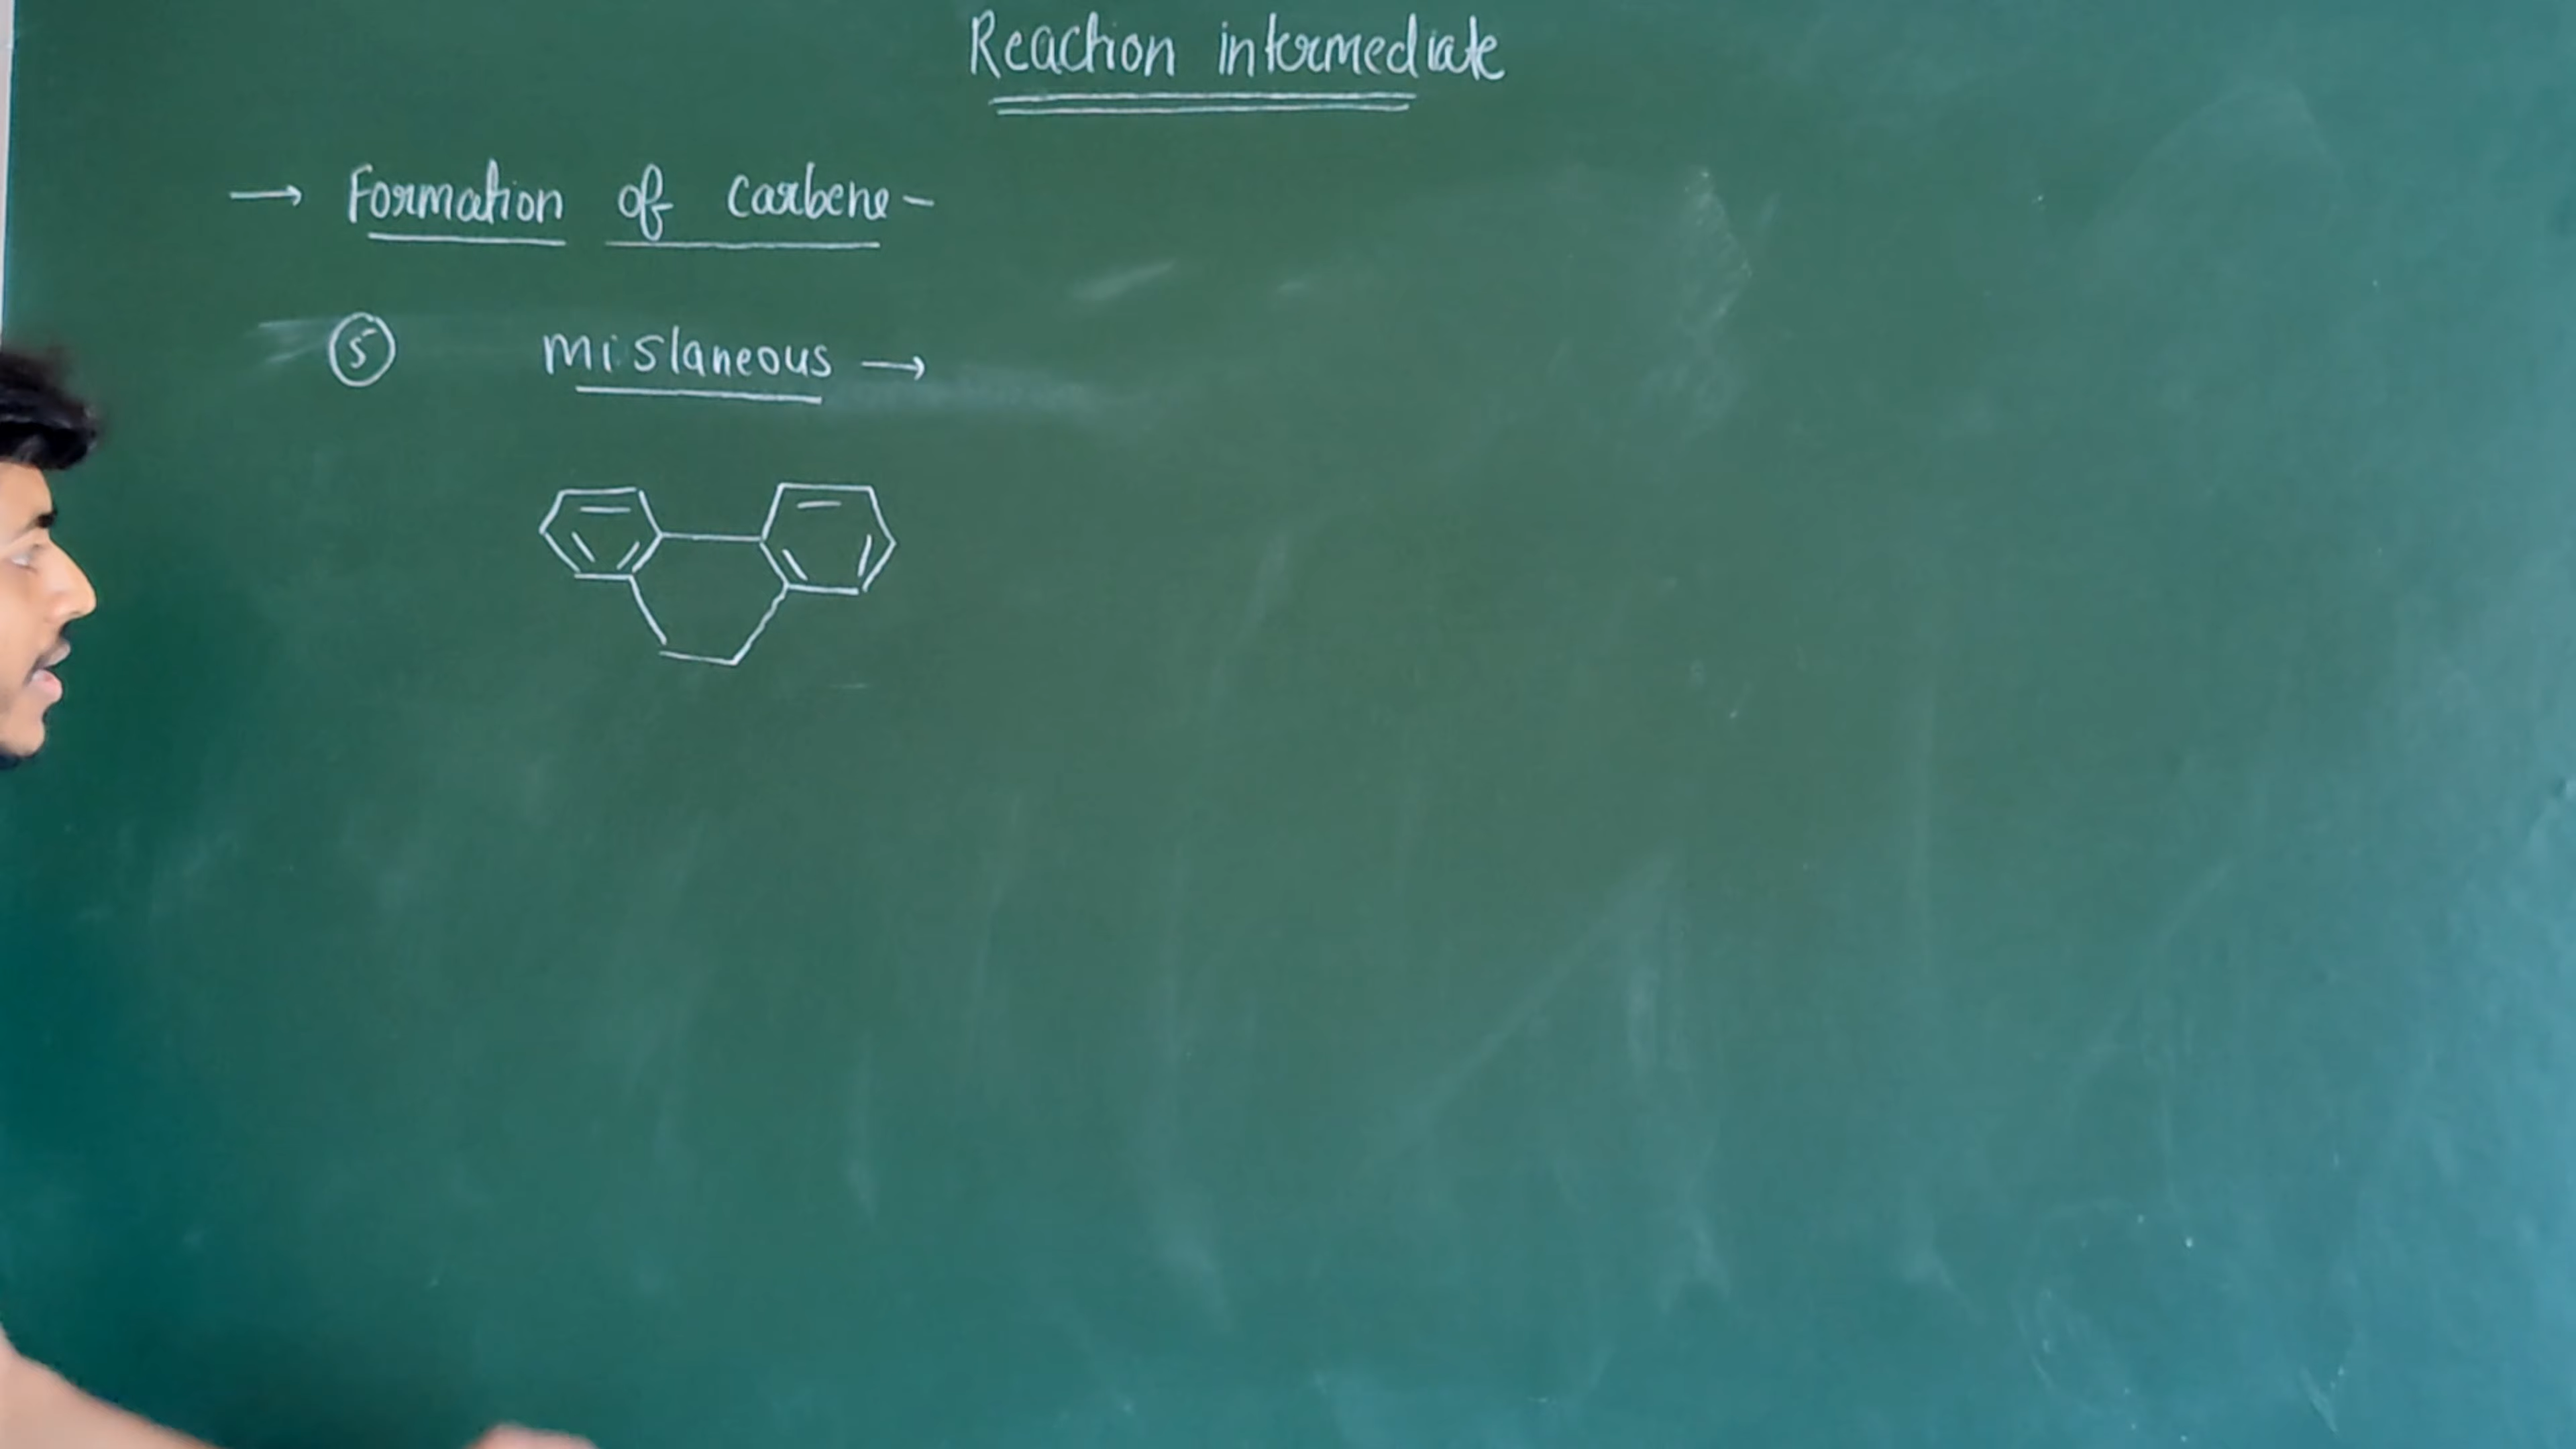 Reaction intermediate
→ Formation of carbene -
⑤ mislaneous →